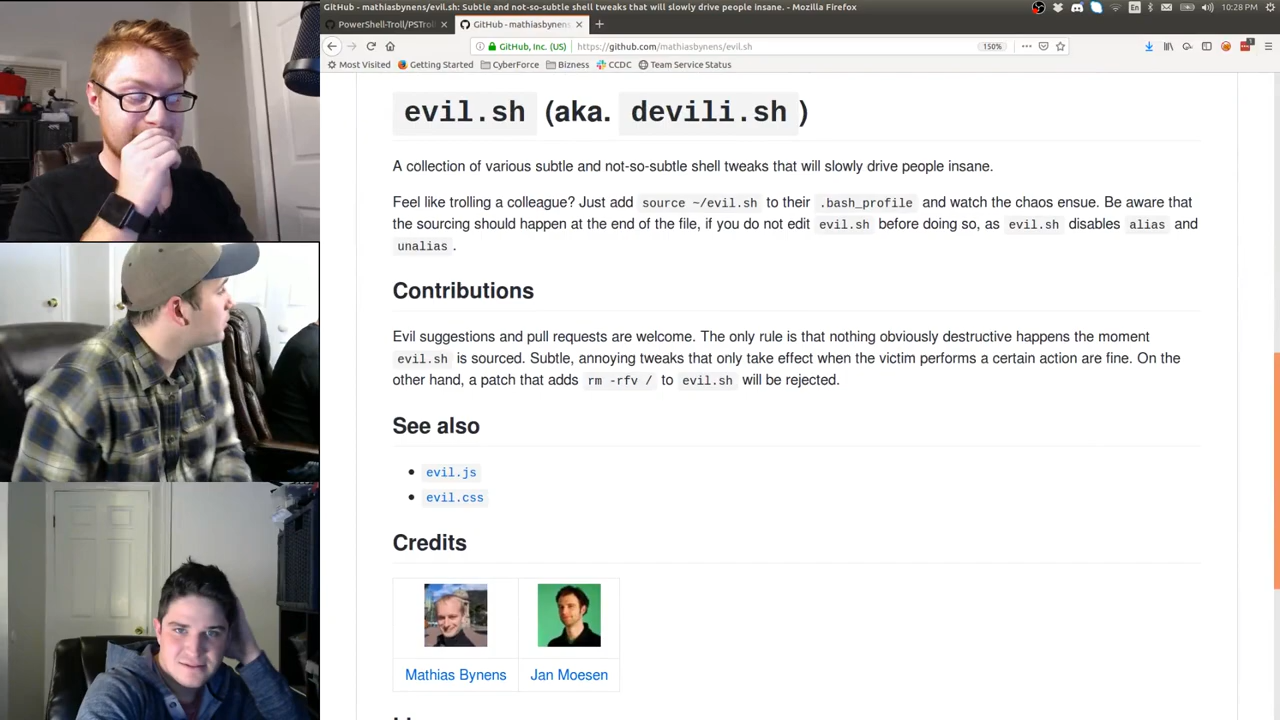 GitHub - mathiasbynens/evil.sh: Subtle and not-so-subtle shell tweaks that will slowly drive people insane. - Mozilla Firefox
En
10:28 PM
PowerShell-Troll/PSTroll
GitHub - mathiasbynens
GitHub, Inc. (US)
https://github.com/mathiasbynens/evil.sh
150%
Most Visited
Getting Started
CyberForce
Bizness
CCDC
Team Service Status
evil.sh (aka. devili.sh )
A collection of various subtle and not-so-subtle shell tweaks that will slowly drive people insane.
Feel like trolling a colleague? Just add source ~/evil.sh to their .bash_profile and watch the chaos ensue. Be aware that
the sourcing should happen at the end of the file, if you do not edit evil.sh before doing so, as evil.sh disables alias and
unalias .
Contributions
Evil suggestions and pull requests are welcome. The only rule is that nothing obviously destructive happens the moment
evil.sh is sourced. Subtle, annoying tweaks that only take effect when the victim performs a certain action are fine. On the
other hand, a patch that adds rm -rfv / to evil.sh will be rejected.
See also
evil.js
evil.css
Credits
Mathias Bynens
Jan Moesen